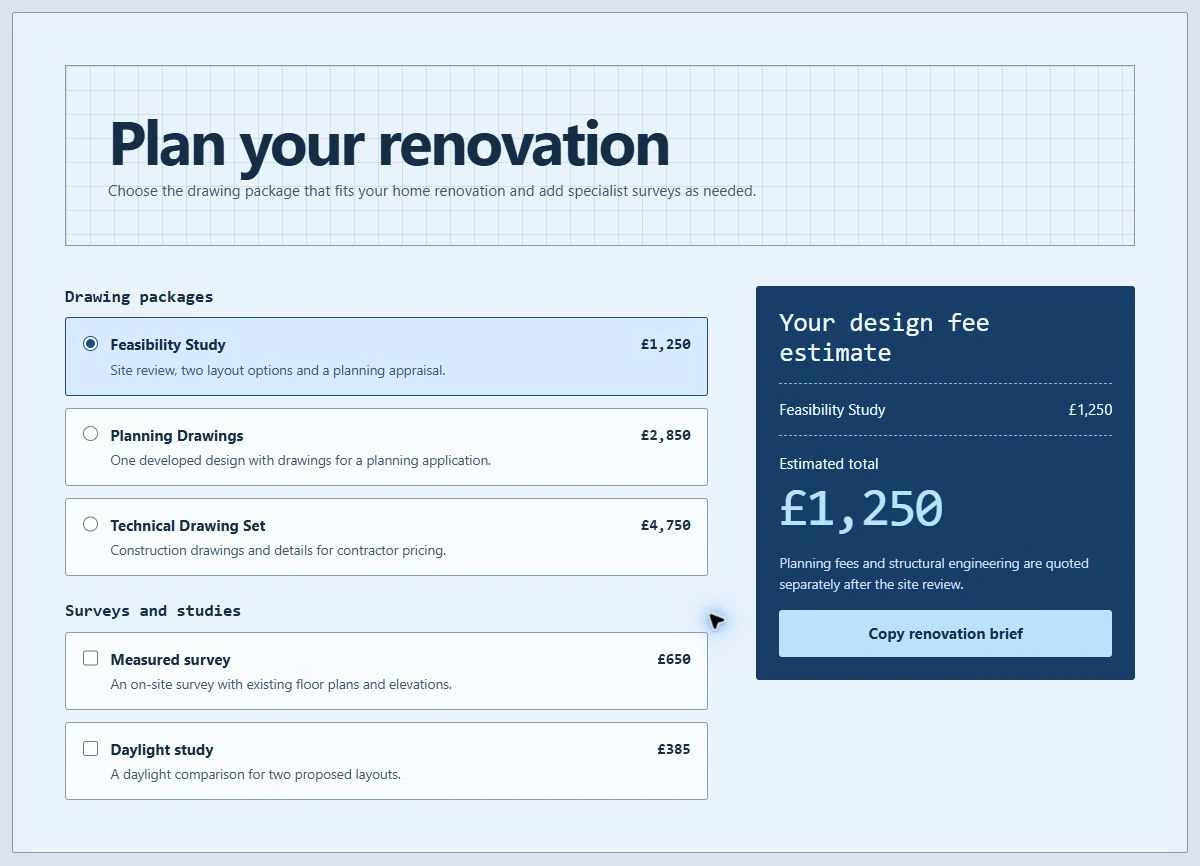 Plan your renovation
Choose the drawing package that fits your home renovation and add specialist surveys as needed.
Drawing packages
Feasibility Study £1,250
Site review, two layout options and a planning appraisal.
Planning Drawings £2,850
One developed design with drawings for a planning application.
Technical Drawing Set £4,750
Construction drawings and details for contractor pricing.
Surveys and studies
Measured survey £650
An on-site survey with existing floor plans and elevations.
Daylight study £385
A daylight comparison for two proposed layouts.
Your design fee
estimate
Feasibility Study £1,250
Estimated total
£1,250
Planning fees and structural engineering are quoted
separately after the site review.
Copy renovation brief